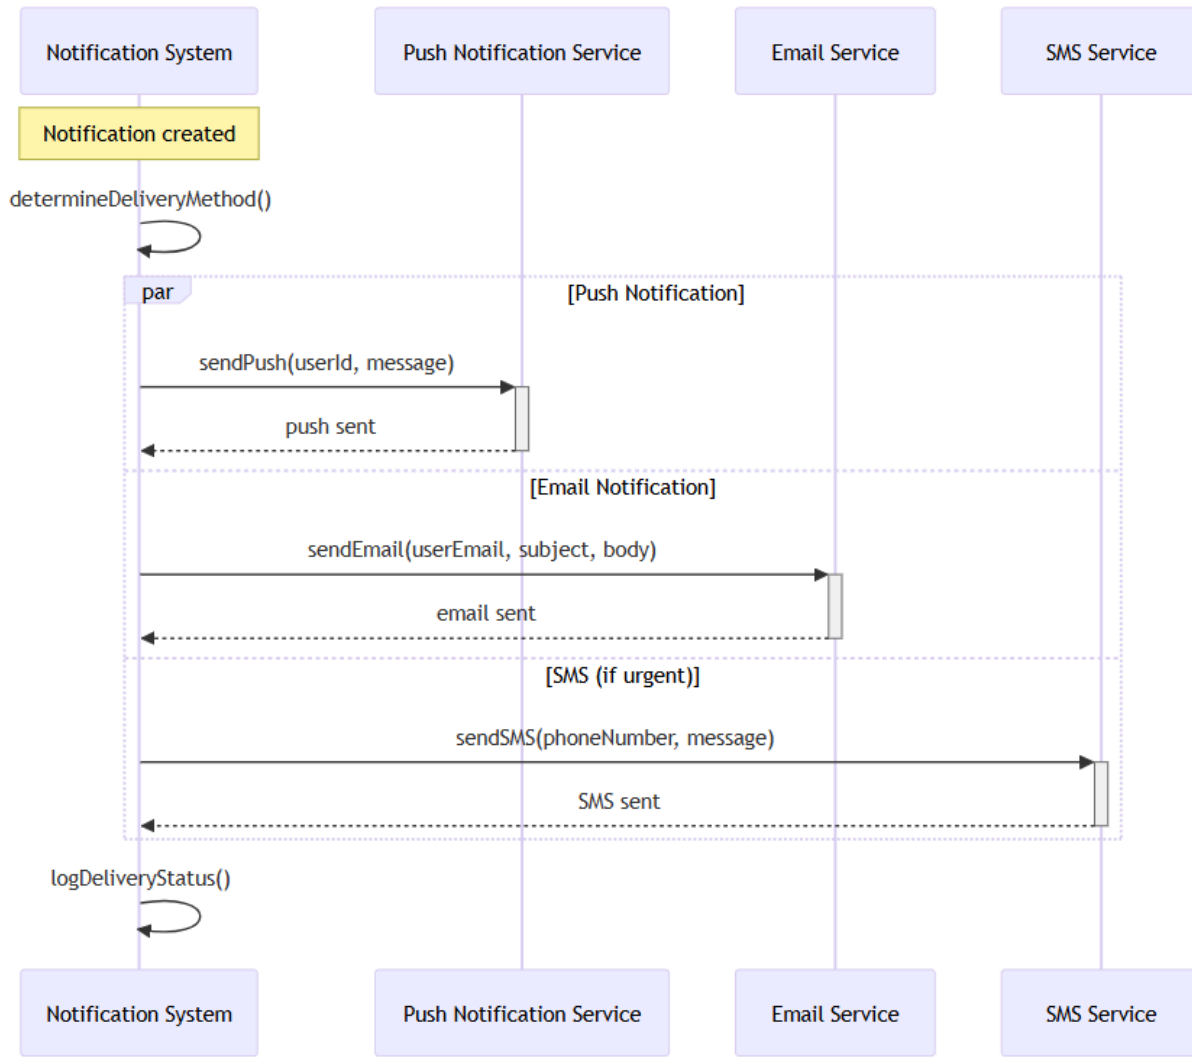 Notification System
Push Notification Service
Email Service
SMS Service
Notification created
determineDeliveryMethod()
par
[Push Notification]
sendPush(userId, message)
push sent
[Email Notification]
sendEmail(userEmail, subject, body)
email sent
[SMS (if urgent)]
sendSMS(phoneNumber, message)
SMS sent
logDeliveryStatus()
Notification System
Push Notification Service
Email Service
SMS Service